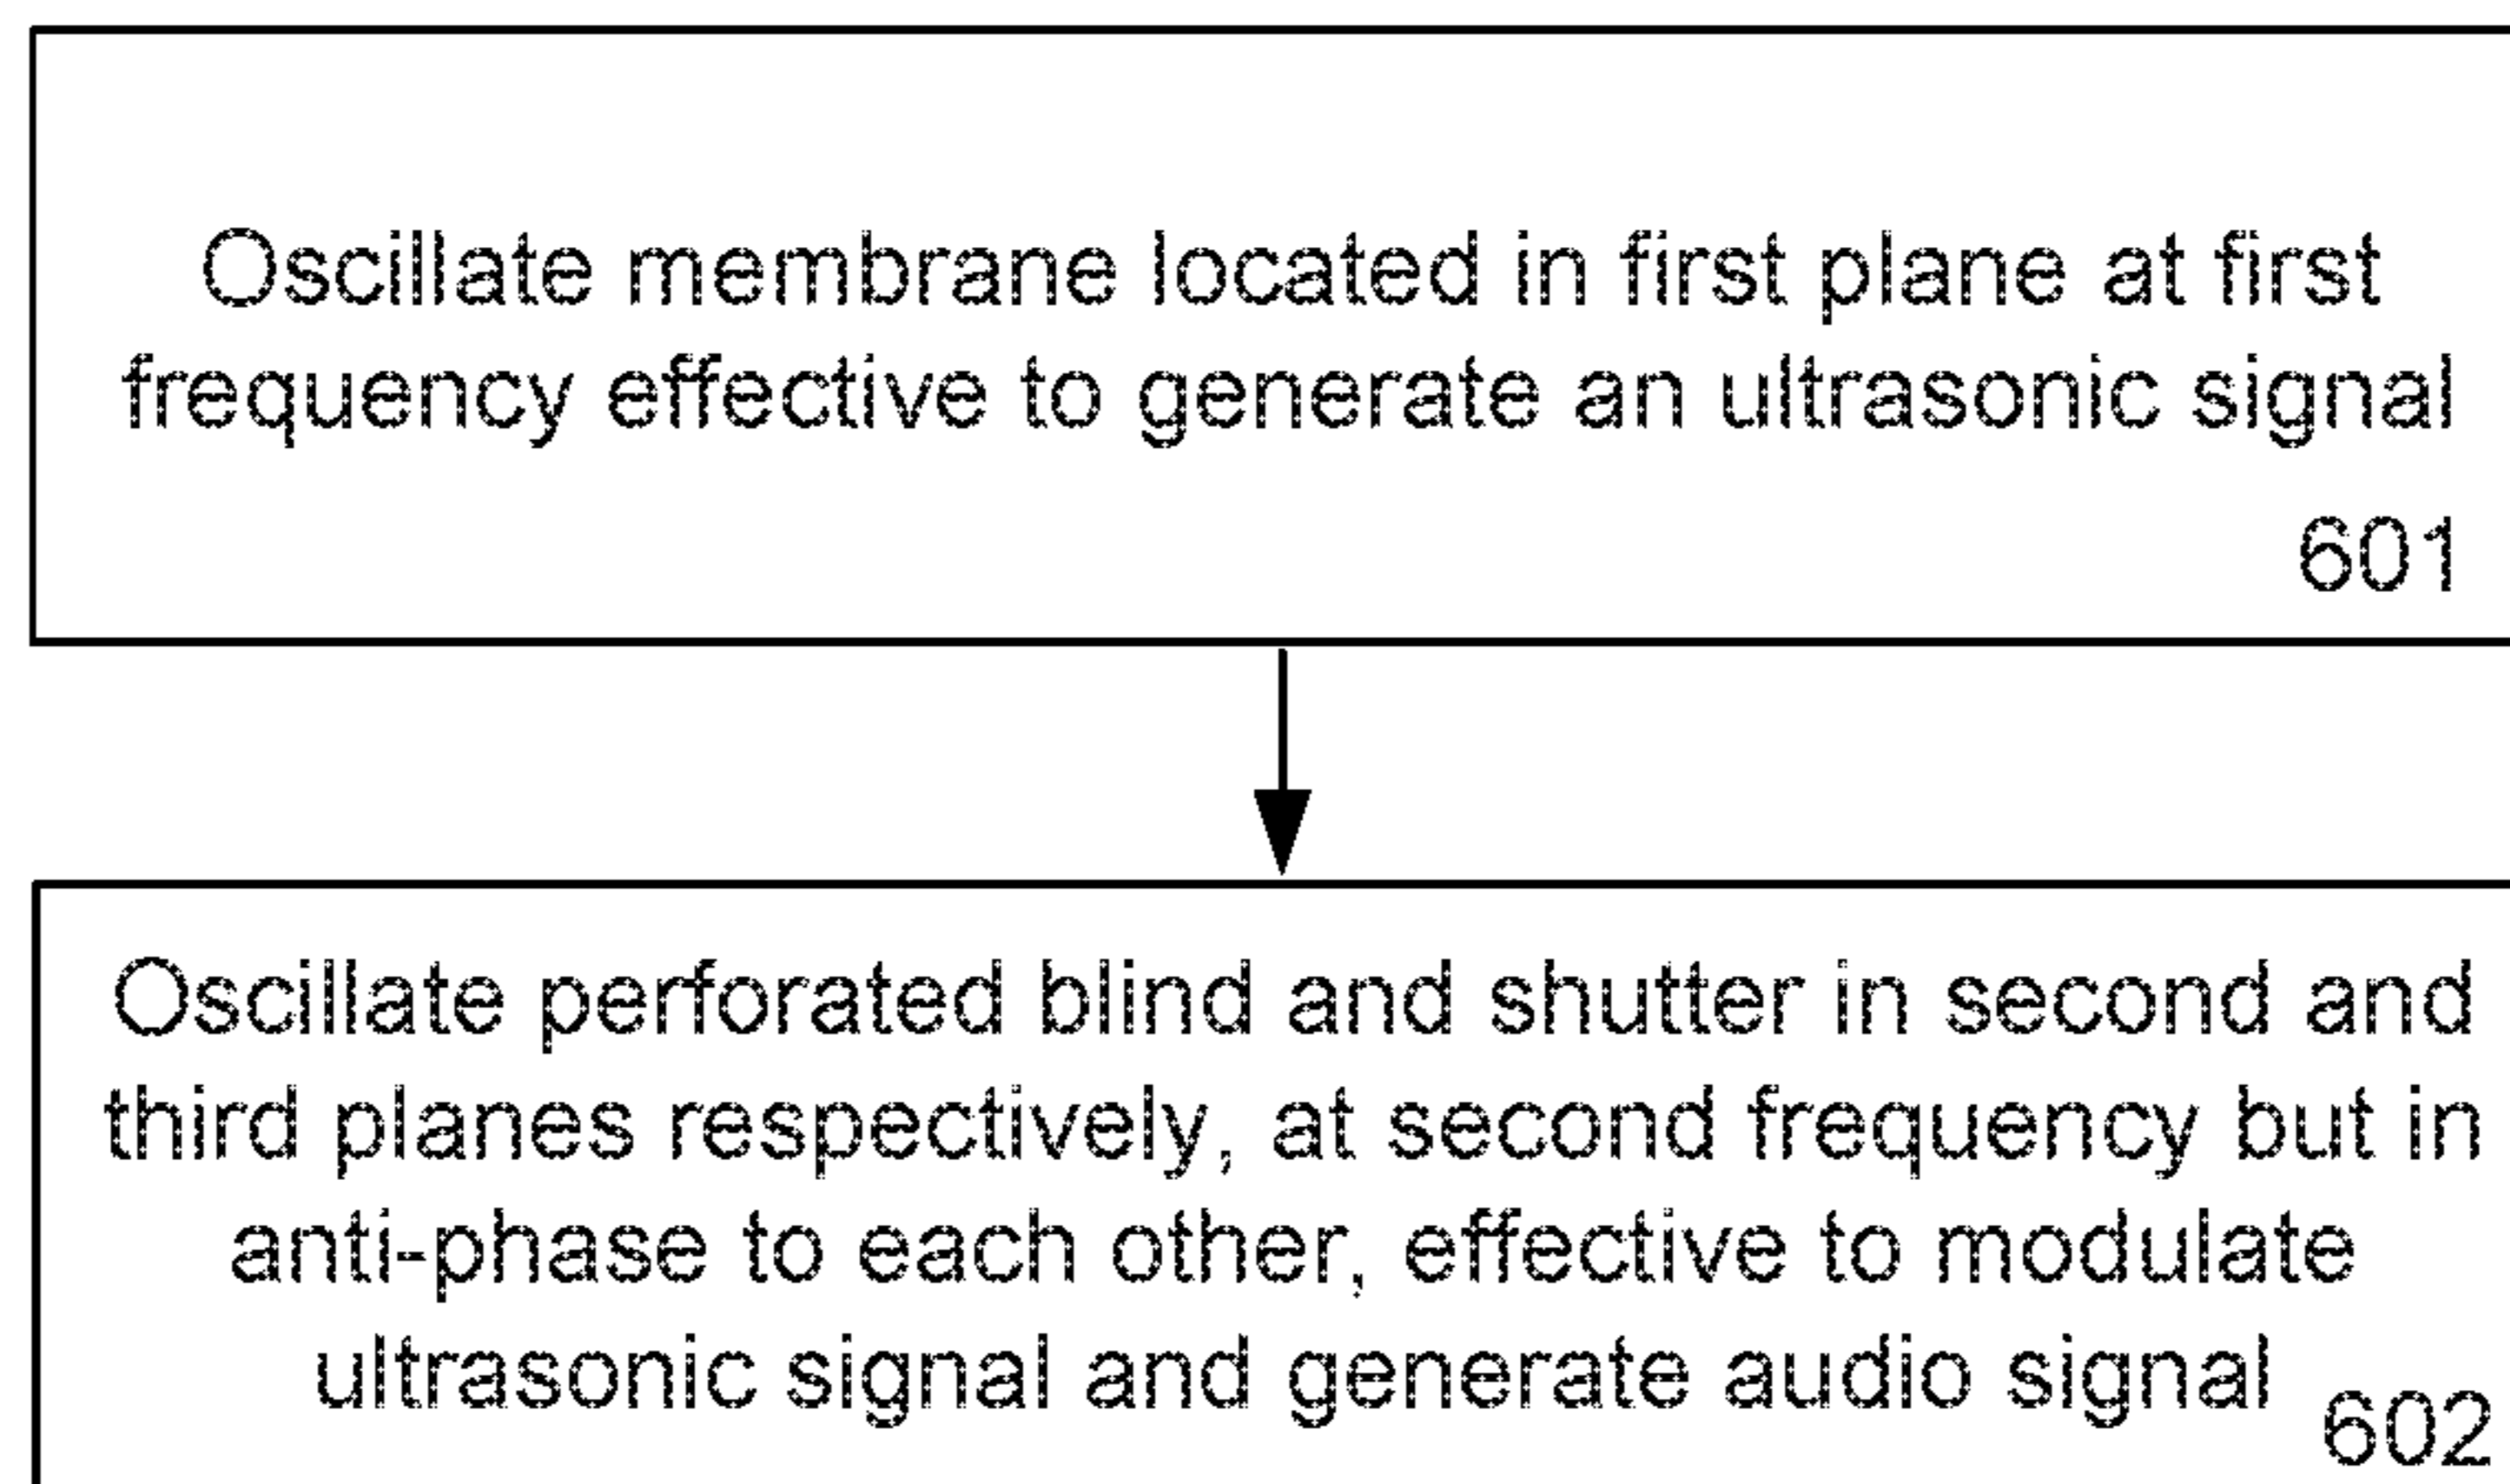 Oscillate membrane located in first plane at first
frequency effective to generate an ultrasonic signal
601
Oscillate perforated blind and shutter in second and
third planes respectively, at second frequency but in
anti-phase to each other, effective to modulate
ultrasonic signal and generate audio signal
602